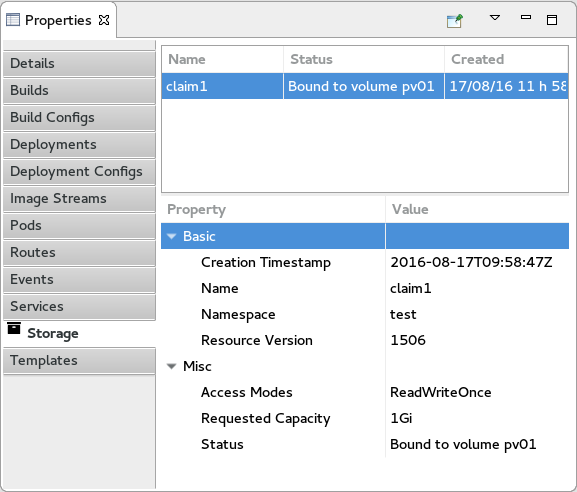 Properties
Details
Builds
Build Configs
Deployments
Deployment Configs
Image Streams
Pods
Routes
Events
Services
Storage
Templates
Name Status Created
claim1 Bound to volume pv01 17/08/16 11 h 58
Property Value
Basic
Creation Timestamp 2016-08-17T09:58:47Z
Name claim1
Namespace test
Resource Version 1506
Misc
Access Modes ReadWriteOnce
Requested Capacity 1Gi
Status Bound to volume pv01